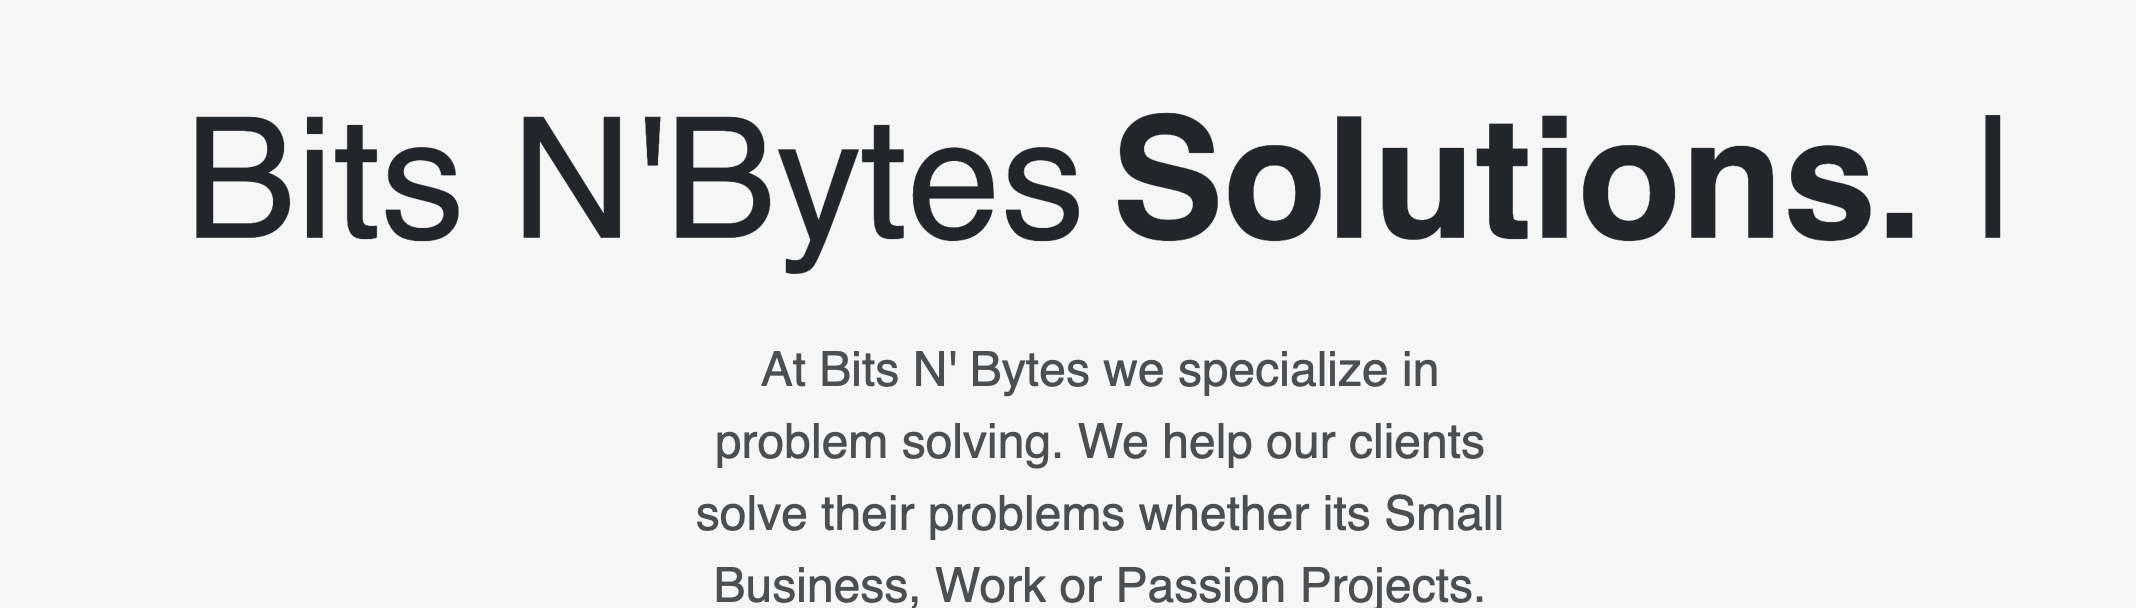 Bits N'Bytes Solutions. |
At Bits N' Bytes we specialize in
problem solving. We help our clients
solve their problems whether its Small
Business, Work or Passion Projects.